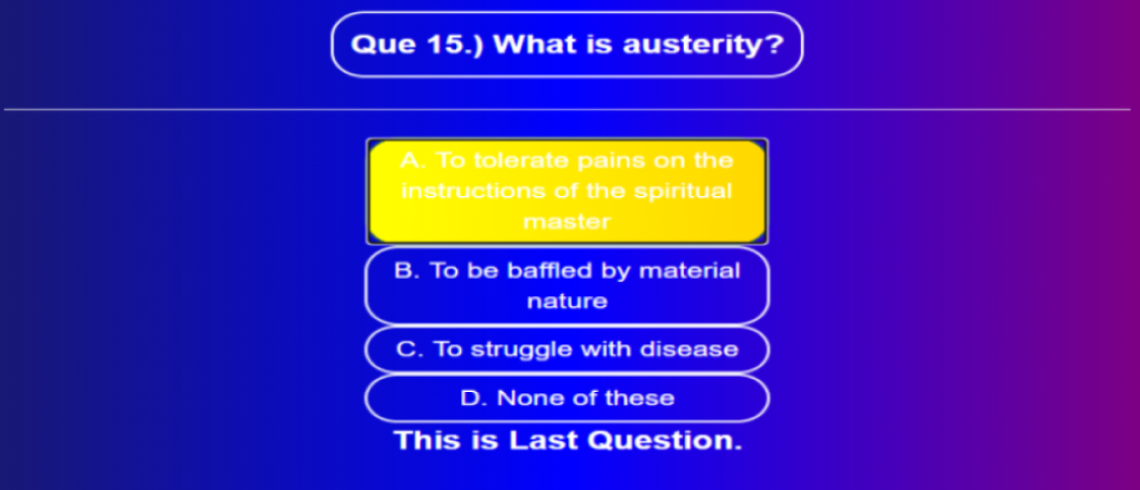 Que 15.) What is austerity?
A. To tolerate pains on the
instructions of the spiritual
master
B. To be baffled by material
nature
C. To struggle with disease
D. None of these
This is Last Question.